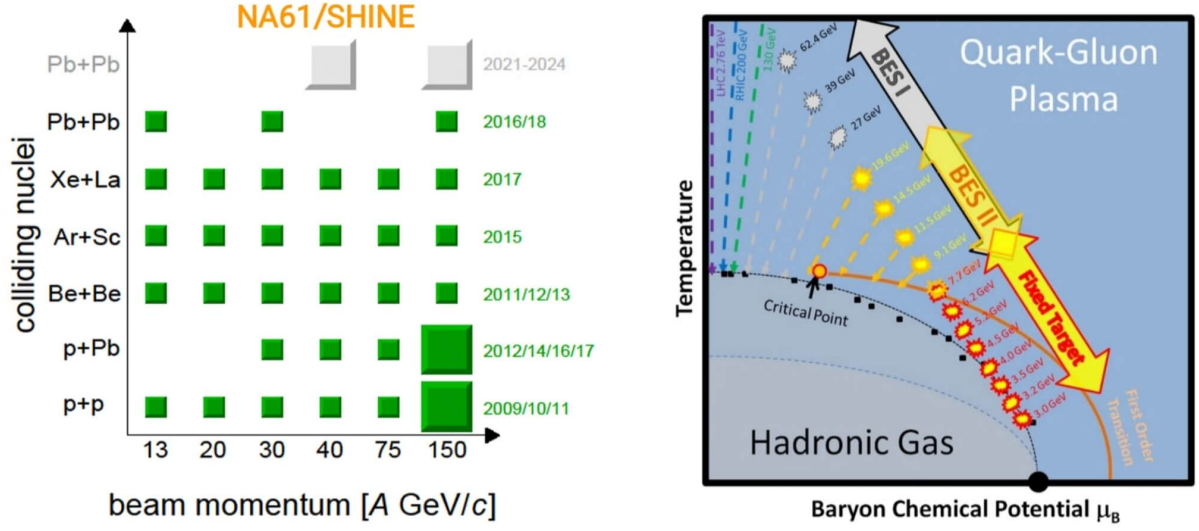 NA61/SHINE
colliding nuclei
Pb+Pb 2021-2024
Pb+Pb 2016/18
Xe+La 2017
Ar+Sc 2015
Be+Be 2011/12/13
p+Pb 2012/14/16/17
p+p 2009/10/11
13 20 30 40 75 150
beam momentum [A GeV/c]
Temperature
LHC 2.76 TeV
RHIC 200 GeV
130 GeV
62.4 GeV
39 GeV
27 GeV
19.6 GeV
14.5 GeV
11.5 GeV
9.1 GeV
7.7 GeV
6.2 GeV
5.2 GeV
4.5 GeV
4.0 GeV
3.5 GeV
3.2 GeV
3.0 GeV
BES I
BES II
Fixed Target
Quark-Gluon
Plasma
Critical Point
Hadronic Gas
First Order
Transition
Baryon Chemical Potential μB